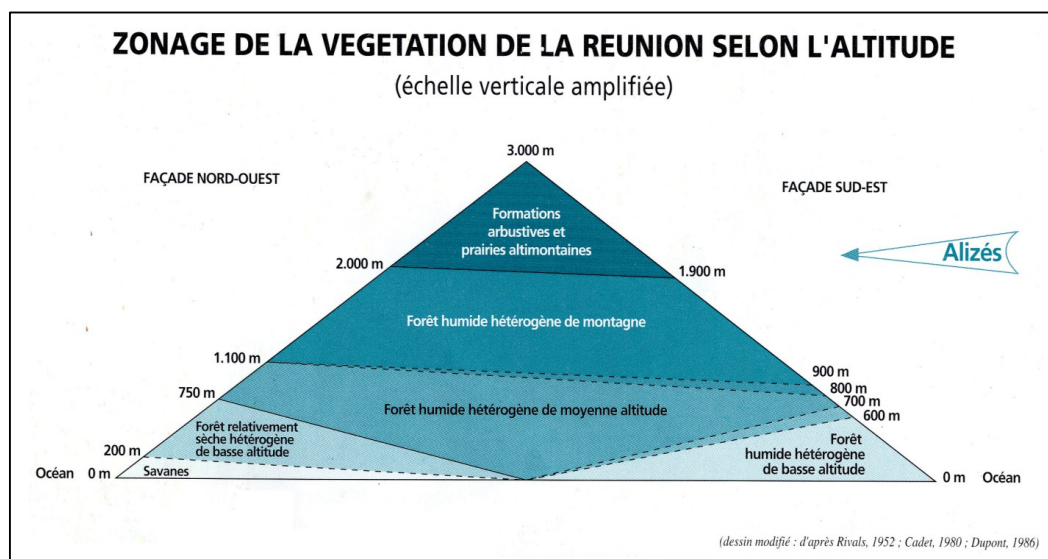 ZONAGE DE LA VEGETATION DE LA REUNION SELON L'ALTITUDE
(échelle verticale amplifiée)
3.000 m
FAÇADE NORD-OUEST
FAÇADE SUD-EST
Formations
arbustives et
prairies altimontaines
Alizés
2.000 m
1.900 m
Forêt humide hétérogène de montagne
1.100 m
900 m
800 m
750 m
700 m
Forêt humide hétérogène de moyenne altitude
600 m
Forêt relativement
sèche hétérogène
de basse altitude
Forêt
humide hétérogène
de basse altitude
200 m
Savanes
Océan 0 m
0 m Océan
(dessin modifié : d'après Rivals, 1952 ; Cadet, 1980 ; Dupont, 1986)